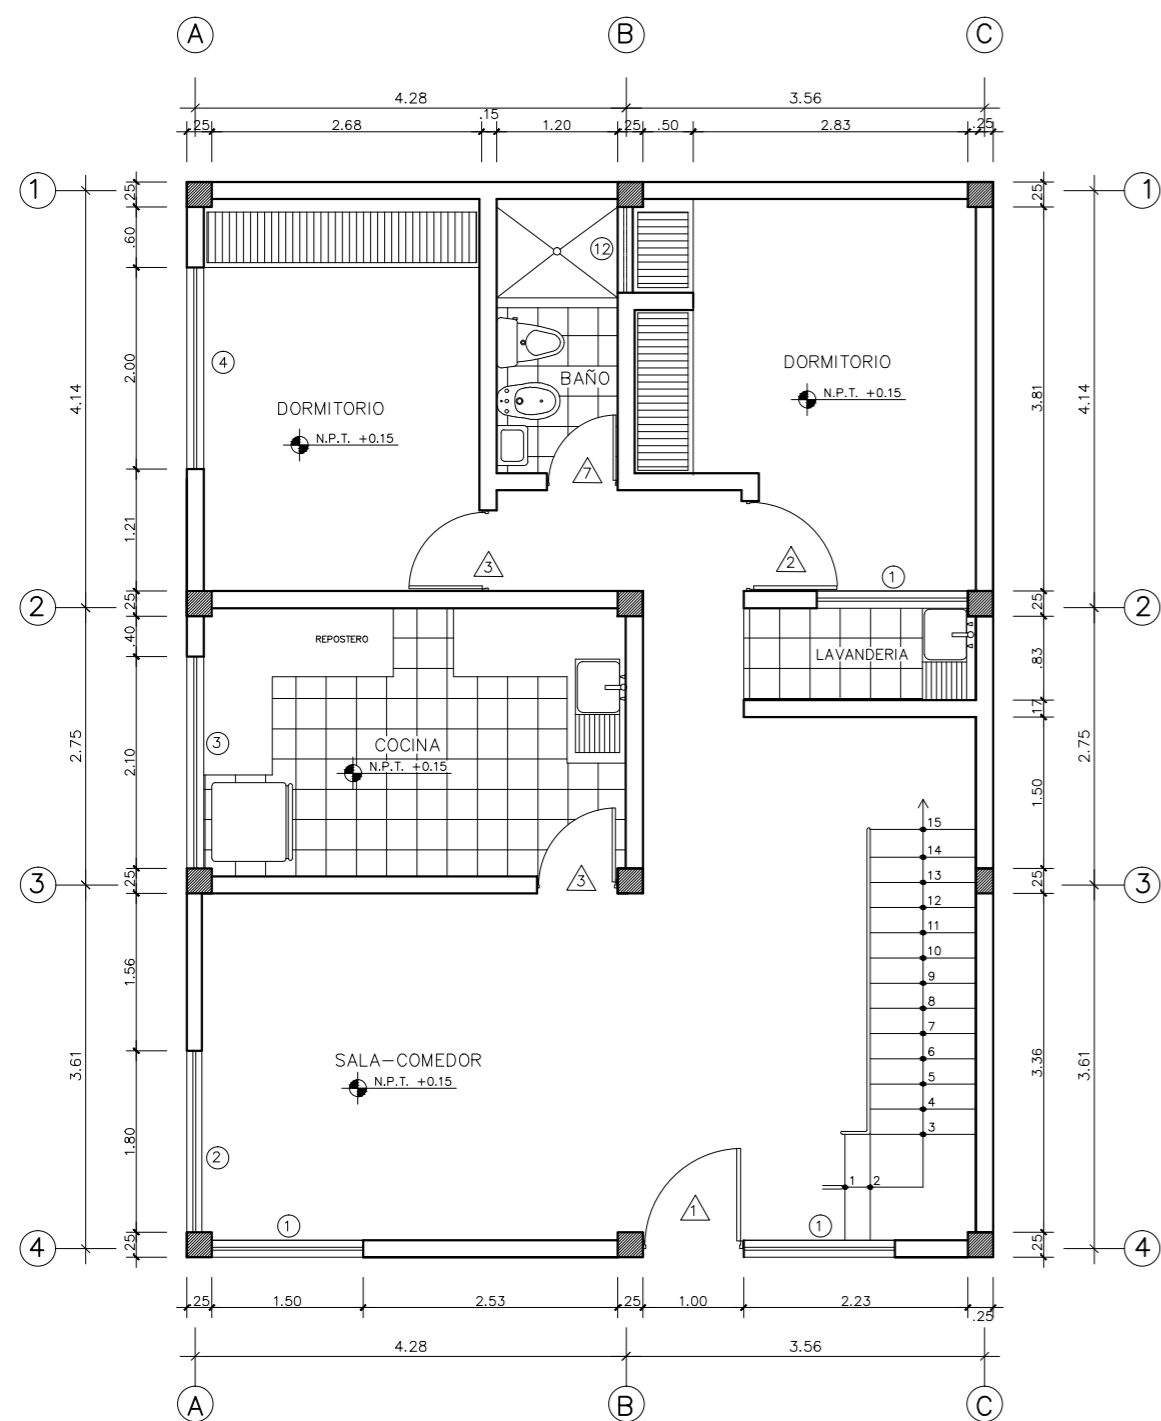 A B C
4.28 3.56
.15 .25
.25 2.68 1.20 .25 .50 2.83
1 1
.25 .25
.60
12
4 2.00 DORMITORIO 3.81
4.14 BAÑO N.P.T. +0.15 4.14
DORMITORIO
N.P.T. +0.15
7
1.21
3 2 1
2 .25 .25 2
.40 REPOSTERO LAVANDERIA .83
.17
3 COCINA
2.75 2.10 N.P.T. +0.15 1.50 2.75
15
14
3 .25 3 13 .25 3
12
11
1.56 10
9
8
7
SALA-COMEDOR 6
3.61 N.P.T. +0.15 5 3.36 3.61
4
1.80 3
2 1 2
1
1 1
4 .25 .25 4
.25 1.50 2.53 .25 1.00 2.23
.25
4.28 3.56
A B C